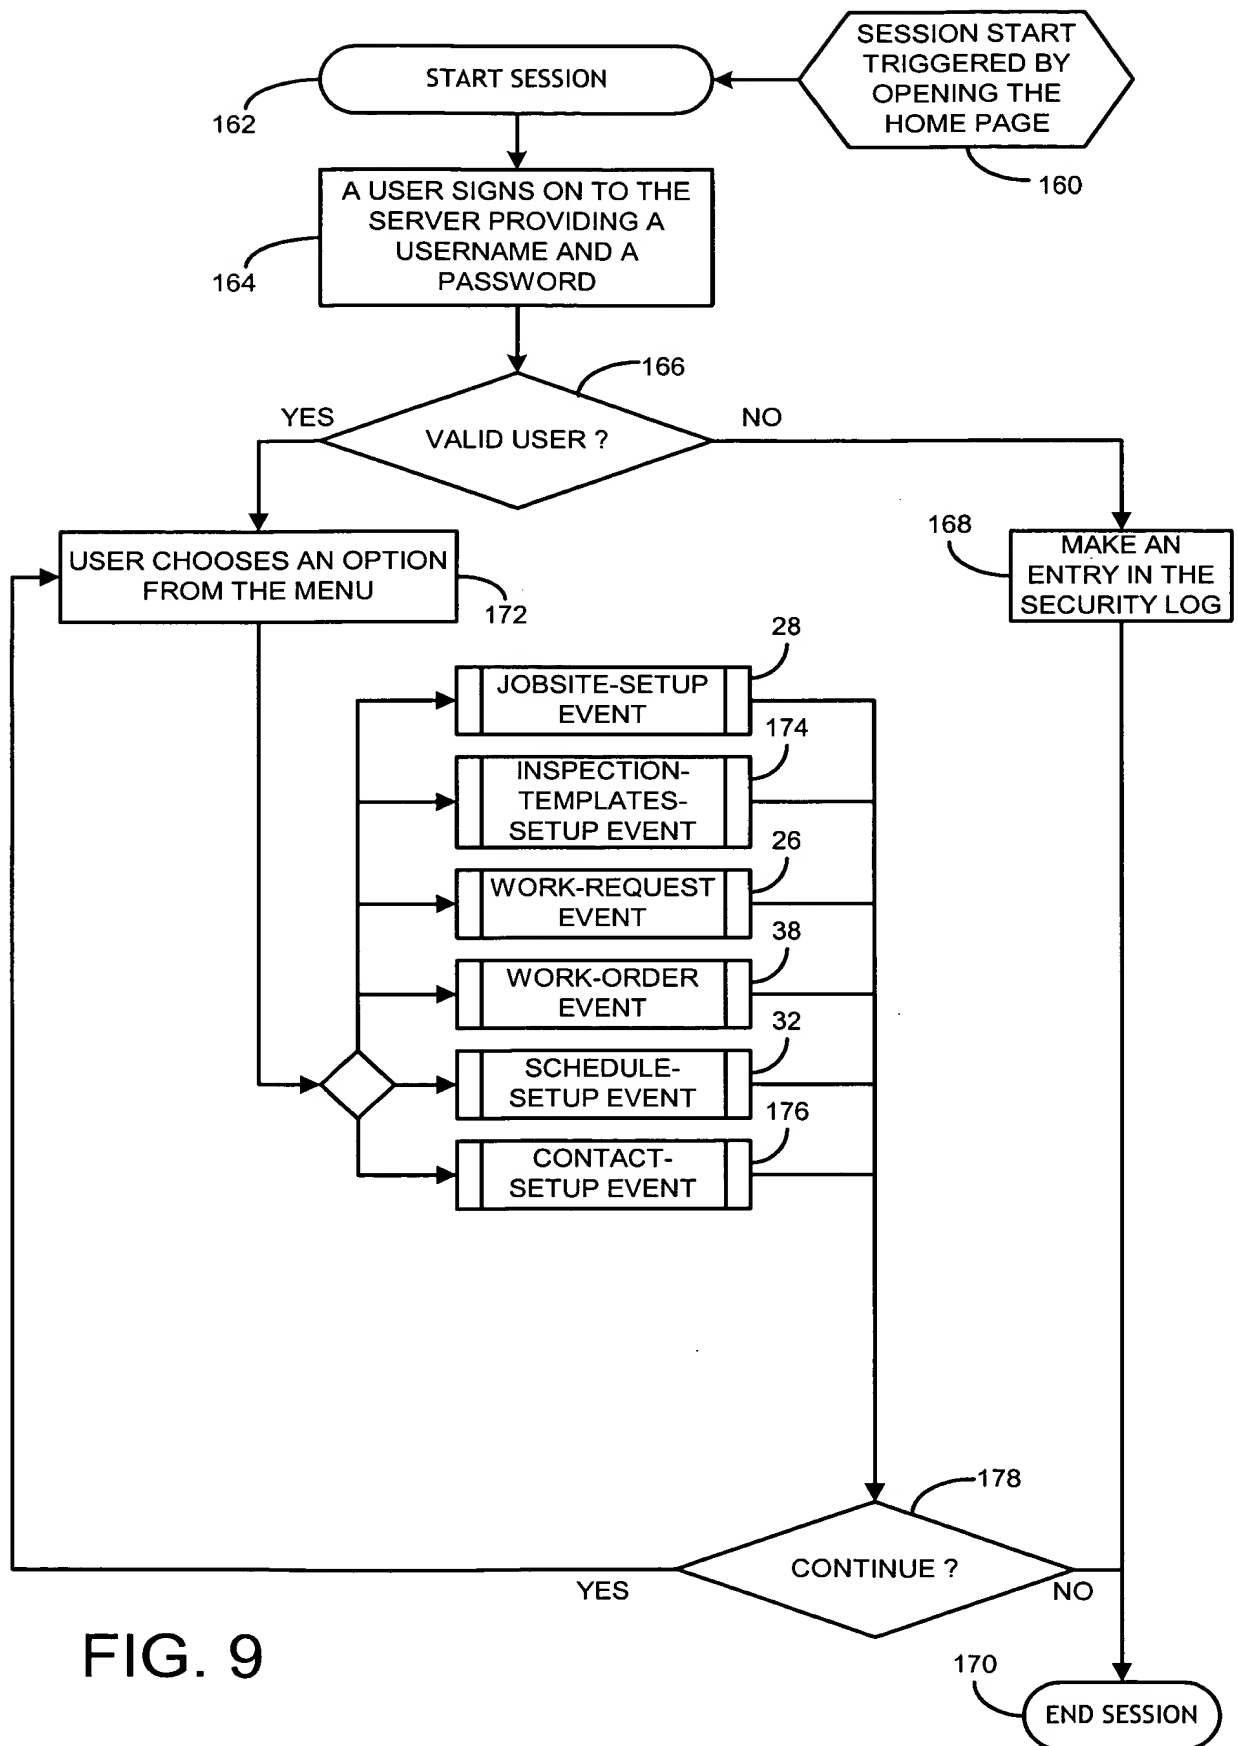 SESSION START
TRIGGERED BY
OPENING THE
HOME PAGE
160
START SESSION
162
A USER SIGNS ON TO THE
SERVER PROVIDING A
USERNAME AND A
PASSWORD
164
166
YES
VALID USER ?
NO
USER CHOOSES AN OPTION
FROM THE MENU
172
168
MAKE AN
ENTRY IN THE
SECURITY LOG
28
JOBSITE-SETUP
EVENT
174
INSPECTION-
TEMPLATES-
SETUP EVENT
26
WORK-REQUEST
EVENT
38
WORK-ORDER
EVENT
32
SCHEDULE-
SETUP EVENT
176
CONTACT-
SETUP EVENT
178
CONTINUE ?
YES
NO
FIG. 9
170
END SESSION